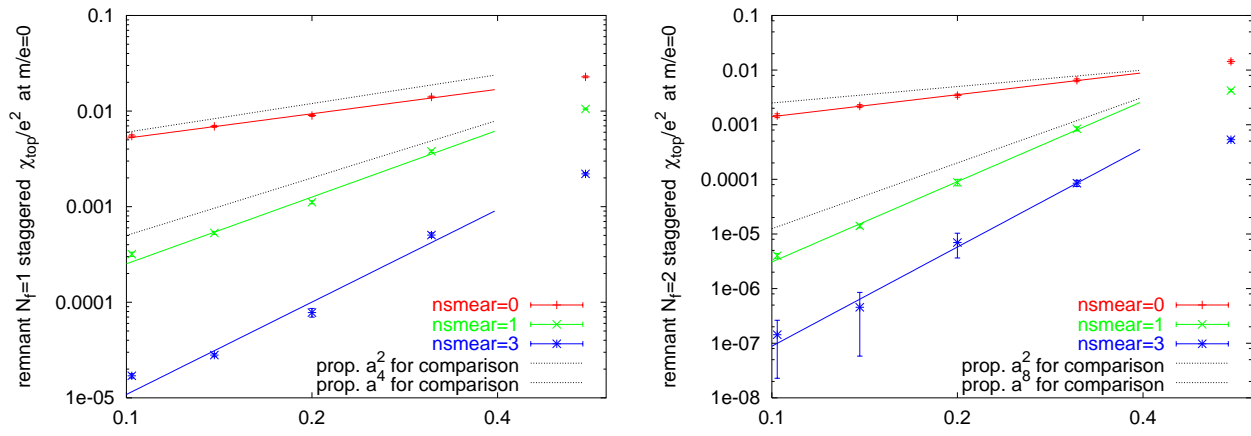 remnant N_f=1 staggered χ_top/e^2 at m/e=0
0.1
0.01
0.001
0.0001
1e-05
nsmear=0
nsmear=1
nsmear=3
prop. a^2 for comparison
prop. a^4 for comparison
0.1 0.2 0.4
remnant N_f=2 staggered χ_top/e^2 at m/e=0
0.1
0.01
0.001
0.0001
1e-05
1e-06
1e-07
1e-08
nsmear=0
nsmear=1
nsmear=3
prop. a^2 for comparison
prop. a^8 for comparison
0.1 0.2 0.4